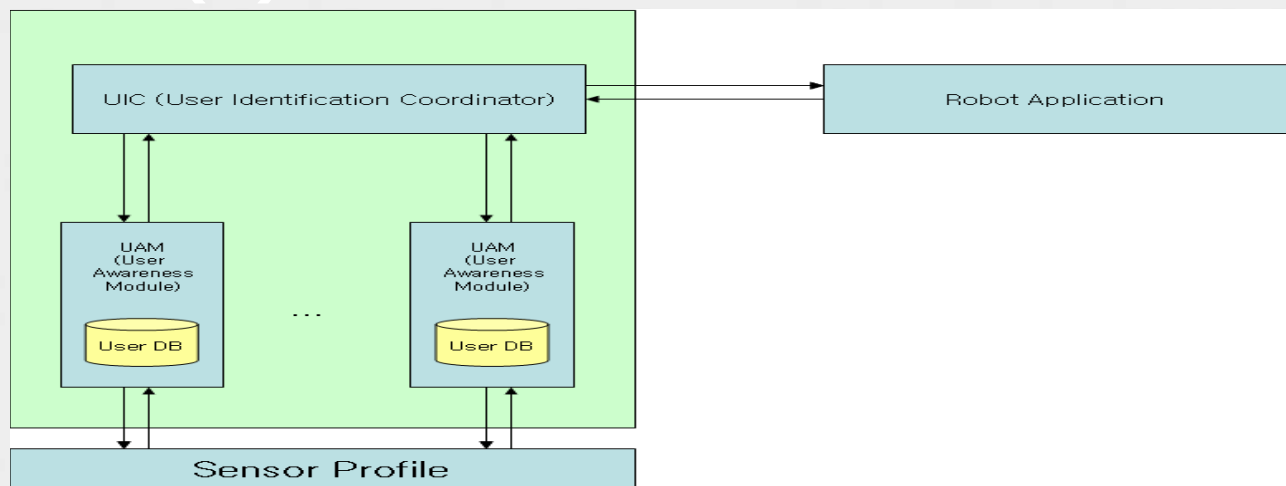 UIC (User Identification Coordinator)
Robot Application
UAM
(User
Awareness
Module)
User DB
...
UAM
(User
Awareness
Module)
User DB
Sensor Profile